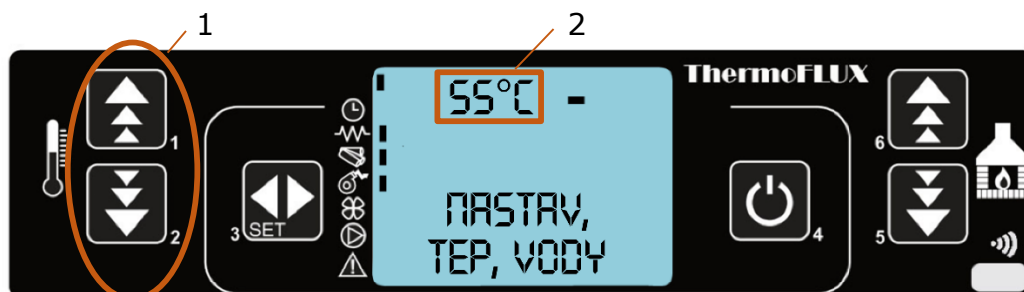 1
2
ThermoFLUX
55°C -
1
2
3
SET
NASTAV,
TEP, VODY
4
6
5